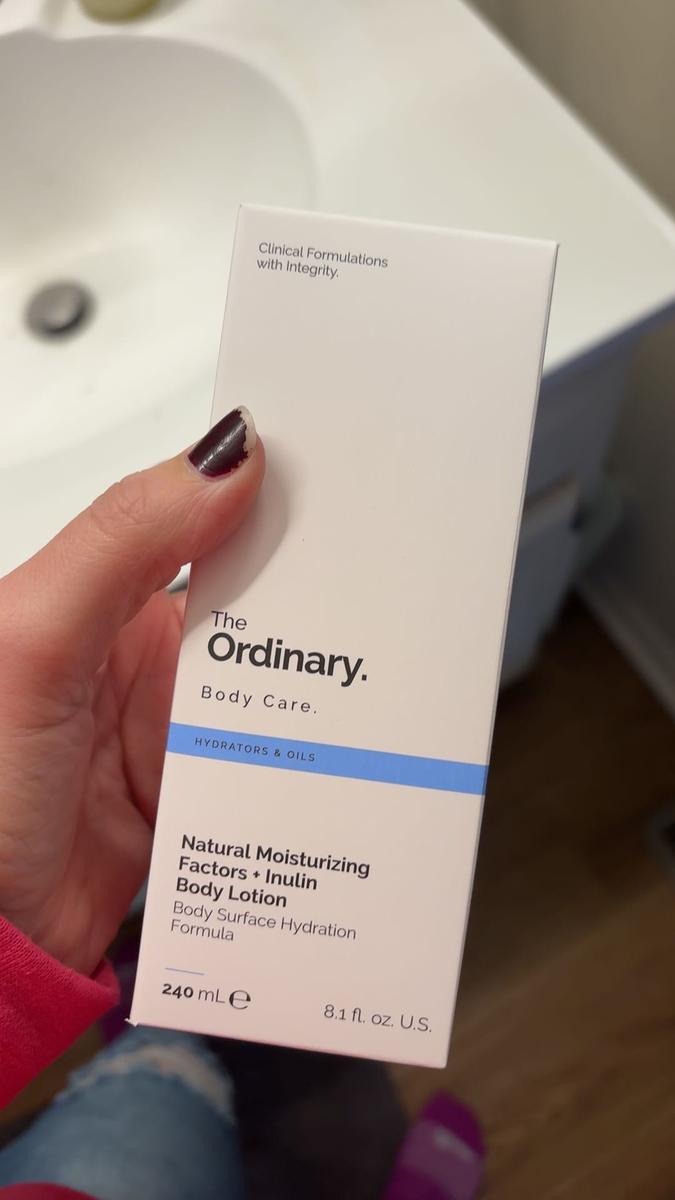 Clinical Formulations
with Integrity.
The
Ordinary.
Body Care.
HYDRATORS & OILS
Natural Moisturizing
Factors + Inulin
Body Lotion
Body Surface Hydration
Formula
240 mL ℮
8.1 fl. oz. U.S.